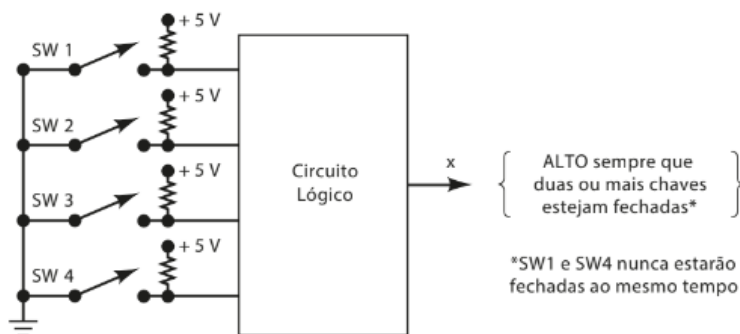 + 5 V
SW 1
+ 5 V
SW 2
+ 5 V
SW 3
+ 5 V
SW 4
Circuito
Lógico
x
ALTO sempre que
duas ou mais chaves
estejam fechadas*
*SW1 e SW4 nunca estarão
fechadas ao mesmo tempo